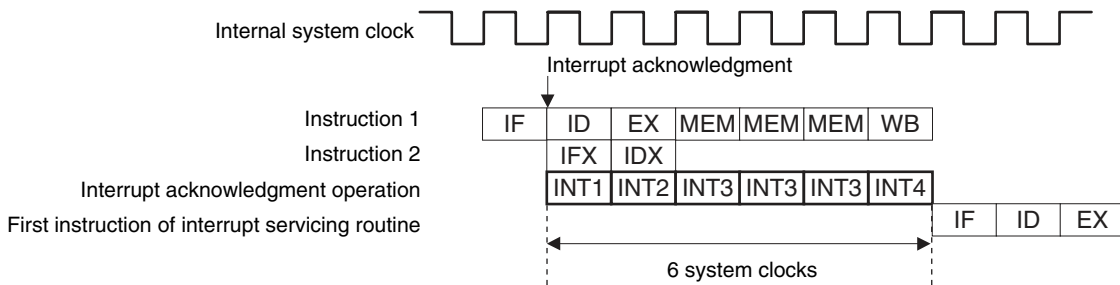 Internal system clock
Interrupt acknowledgment
Instruction 1 IF ID EX MEM MEM MEM WB
Instruction 2 IFX IDX
Interrupt acknowledgment operation INT1 INT2 INT3 INT3 INT3 INT4
First instruction of interrupt servicing routine IF ID EX
6 system clocks